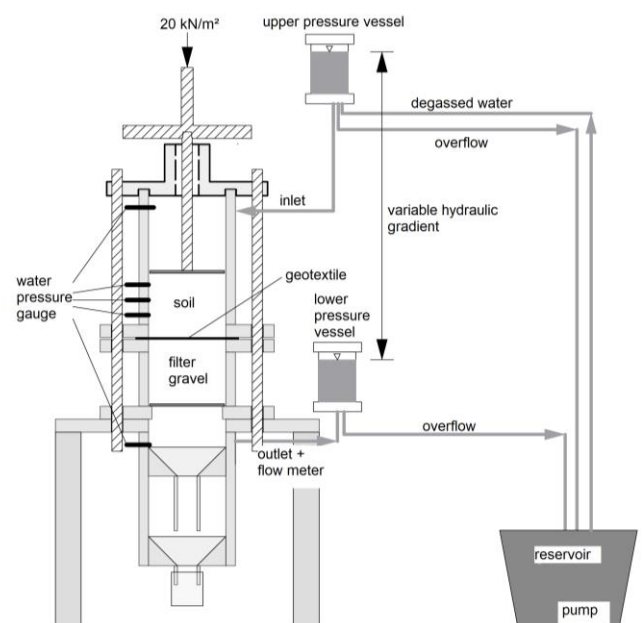 20 kN/m²
upper pressure vessel
degassed water
overflow
inlet
variable hydraulic
gradient
water
pressure
gauge
soil
geotextile
lower
pressure
vessel
filter
gravel
overflow
outlet +
flow meter
reservoir
pump